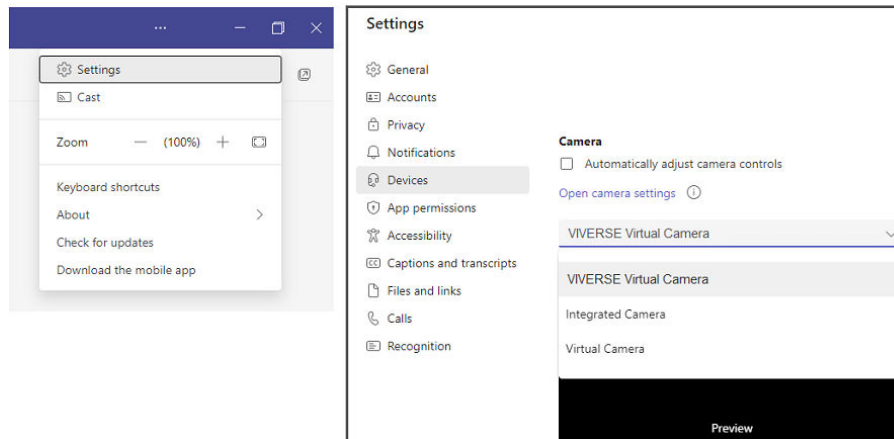 Settings
Cast
Zoom — (100%) +
Keyboard shortcuts
About
Check for updates
Download the mobile app
Settings
General
Accounts
Privacy
Notifications
Devices
App permissions
Accessibility
CC Captions and transcripts
Files and links
Calls
Recognition
Camera
Automatically adjust camera controls
Open camera settings
VIVERSE Virtual Camera
VIVERSE Virtual Camera
Integrated Camera
Virtual Camera
Preview